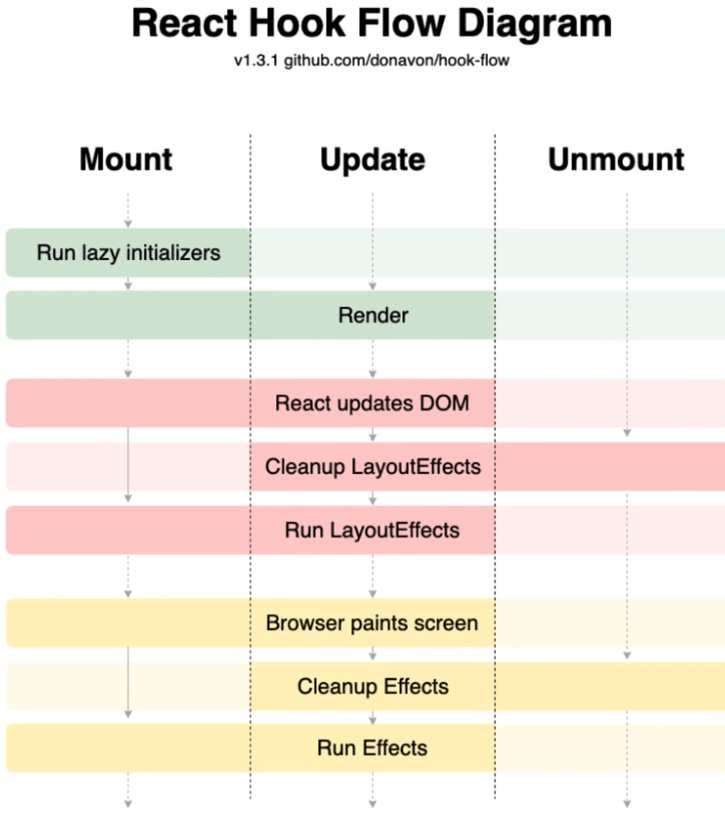 React Hook Flow Diagram
v1.3.1 github.com/donavon/hook-flow
Mount
Update
Unmount
Run lazy initializers
Render
React updates DOM
Cleanup LayoutEffects
Run LayoutEffects
Browser paints screen
Cleanup Effects
Run Effects